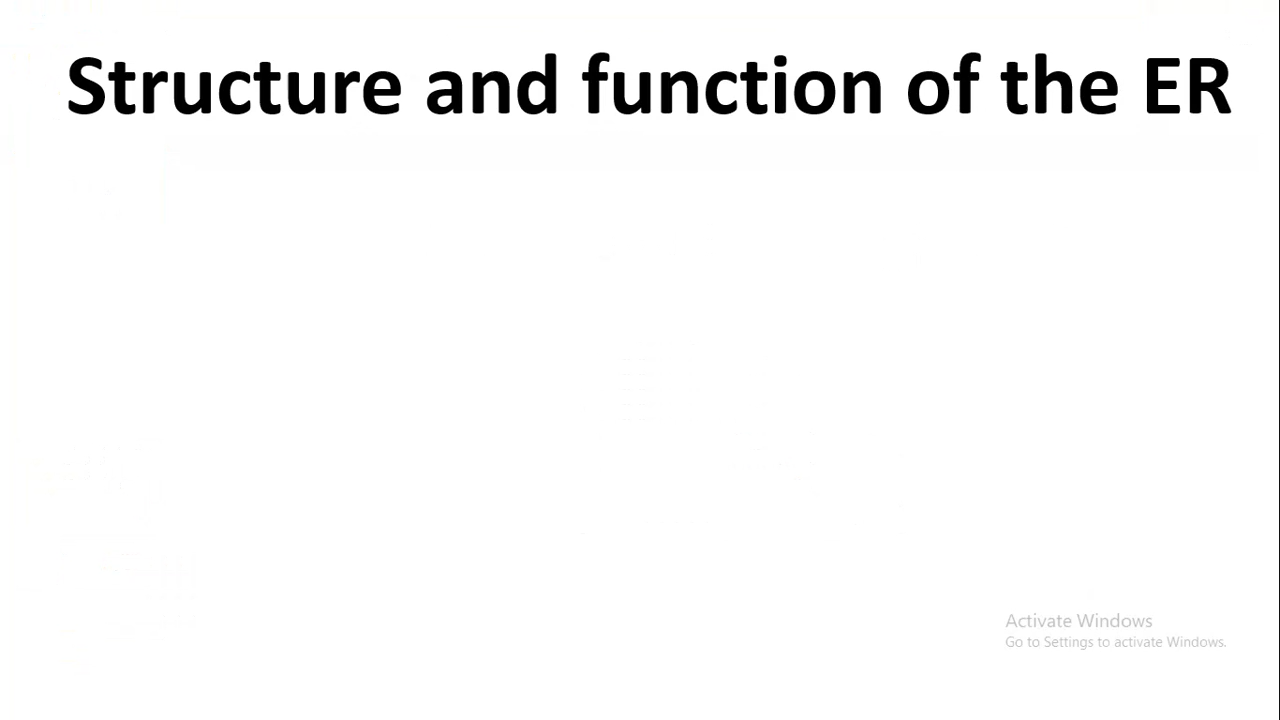 Structure and function of the ER
Activate Windows
Go to Settings to activate Windows.